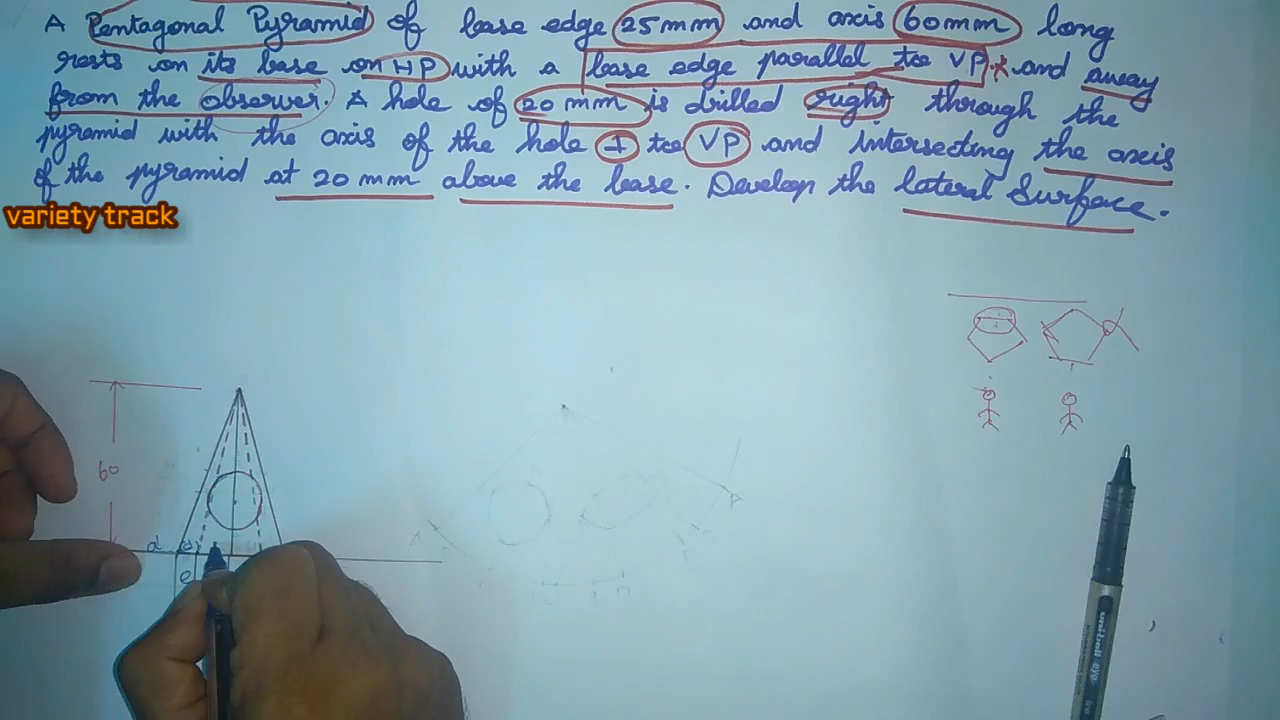 A Pentagonal Pyramid of base edge 25mm and axis 60mm long
rests on its base on HP with a base edge parallel to VP and away
from the observer. A hole of 20 mm is drilled right through the
pyramid with the axis of the hole ⊥ to VP and intersecting the axis
of the pyramid at 20 mm above the base. Develop the lateral Surface.
variety track
60
d
e
uniball eye
A